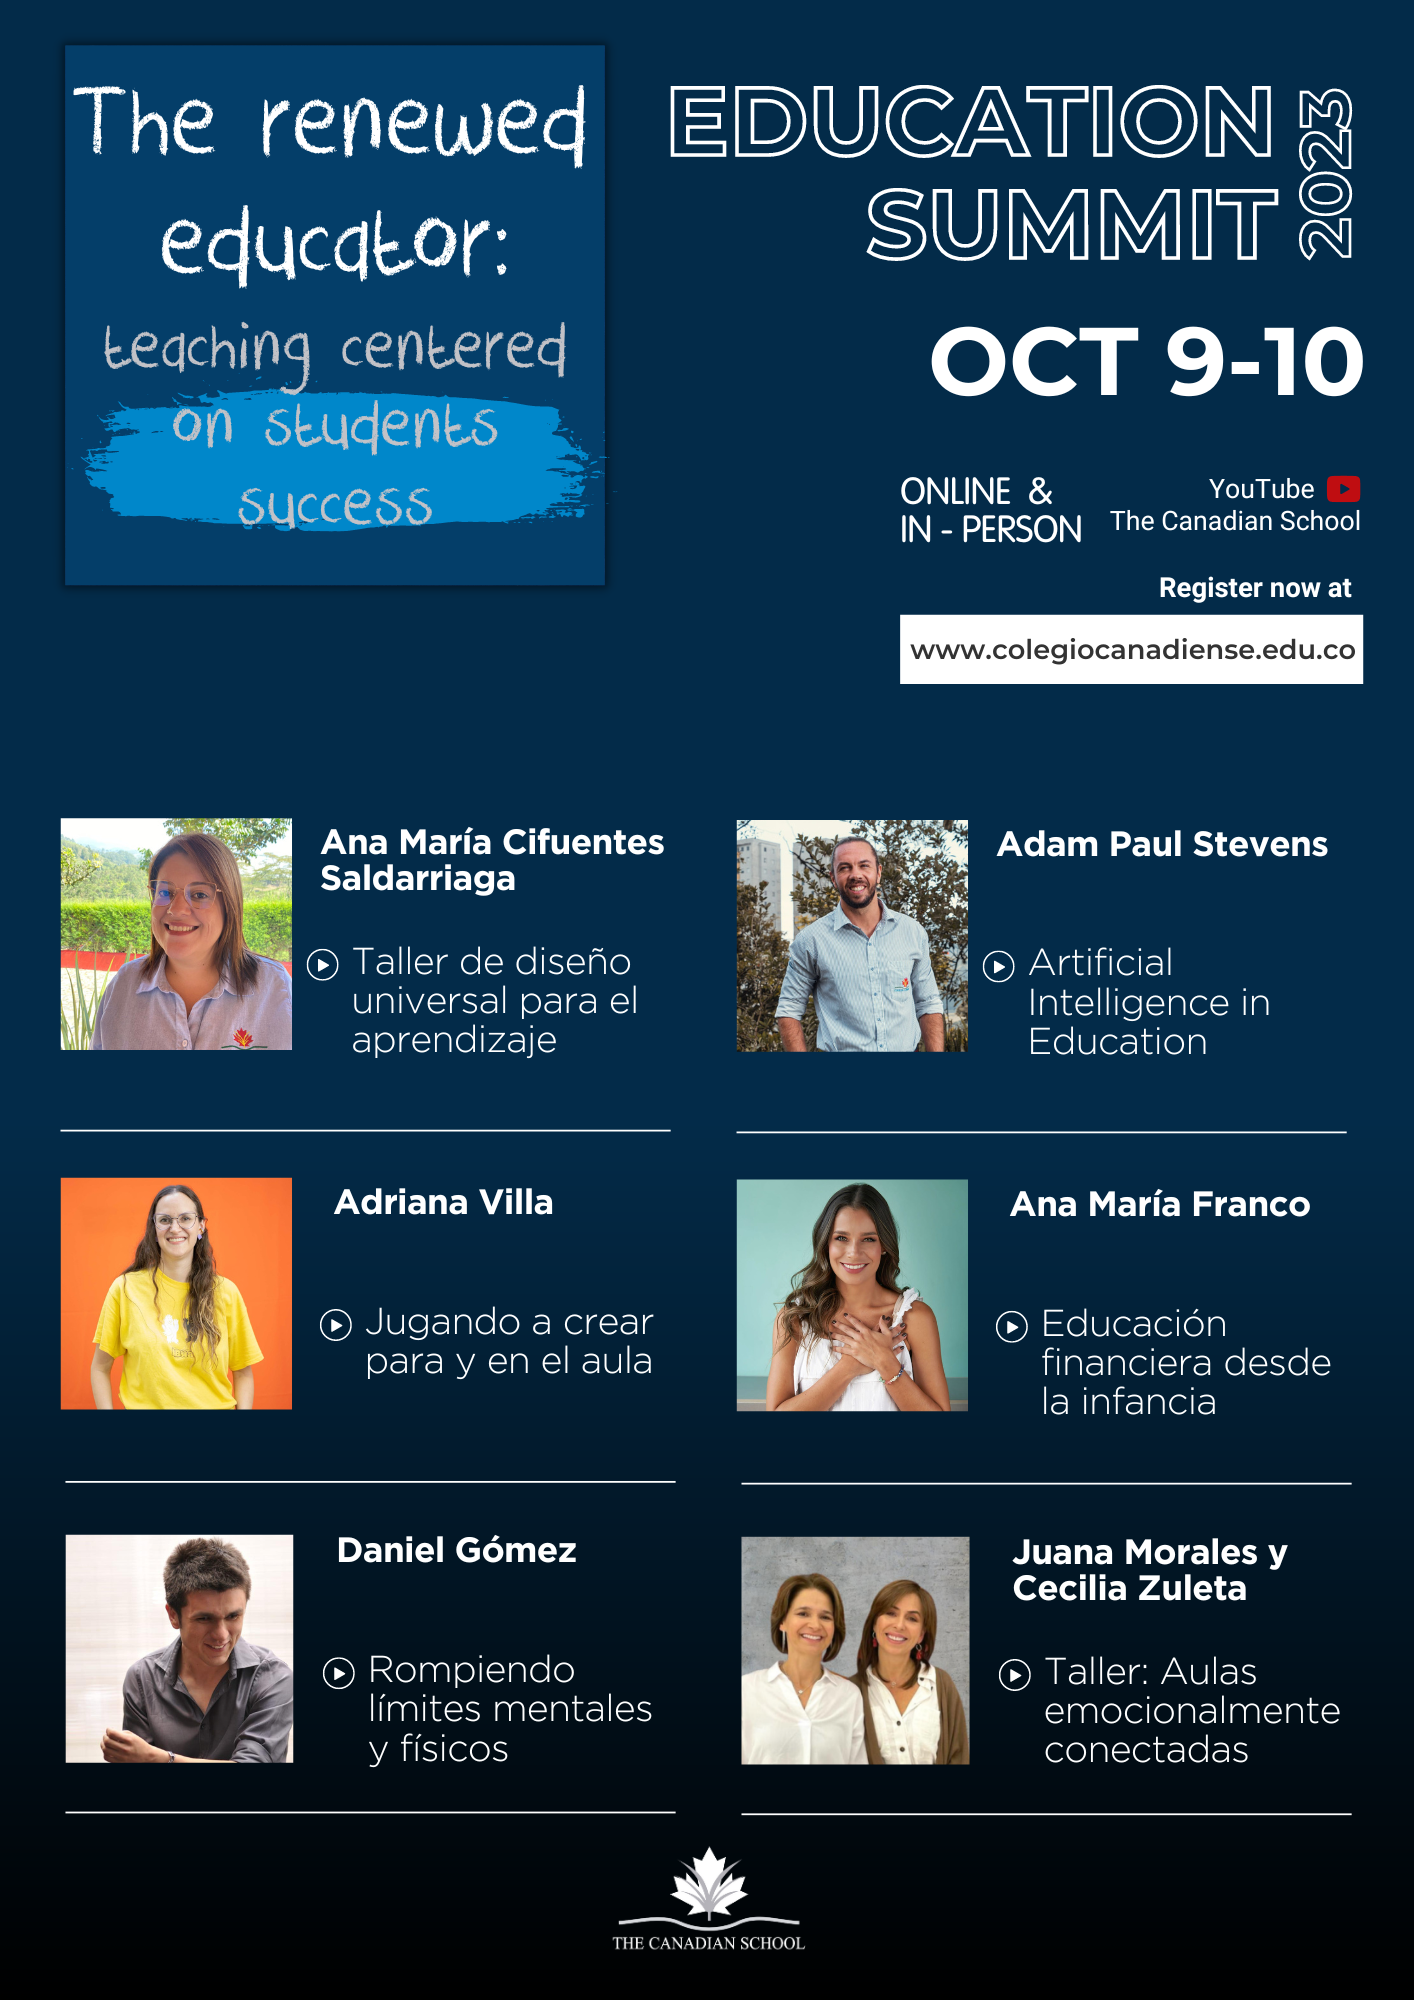 The renewed
educator:
teaching centered
on students
success
EDUCATION
SUMMIT
2023
OCT 9-10
ONLINE &
IN - PERSON
YouTube
The Canadian School
Register now at
www.colegiocanadiense.edu.co
Ana María Cifuentes
Saldarriaga
Taller de diseño
universal para el
aprendizaje
Adam Paul Stevens
Artificial
Intelligence in
Education
Adriana Villa
Jugando a crear
para y en el aula
Ana María Franco
Educación
financiera desde
la infancia
Daniel Gómez
Rompiendo
límites mentales
y físicos
Juana Morales y
Cecilia Zuleta
Taller: Aulas
emocionalmente
conectadas
THE CANADIAN SCHOOL